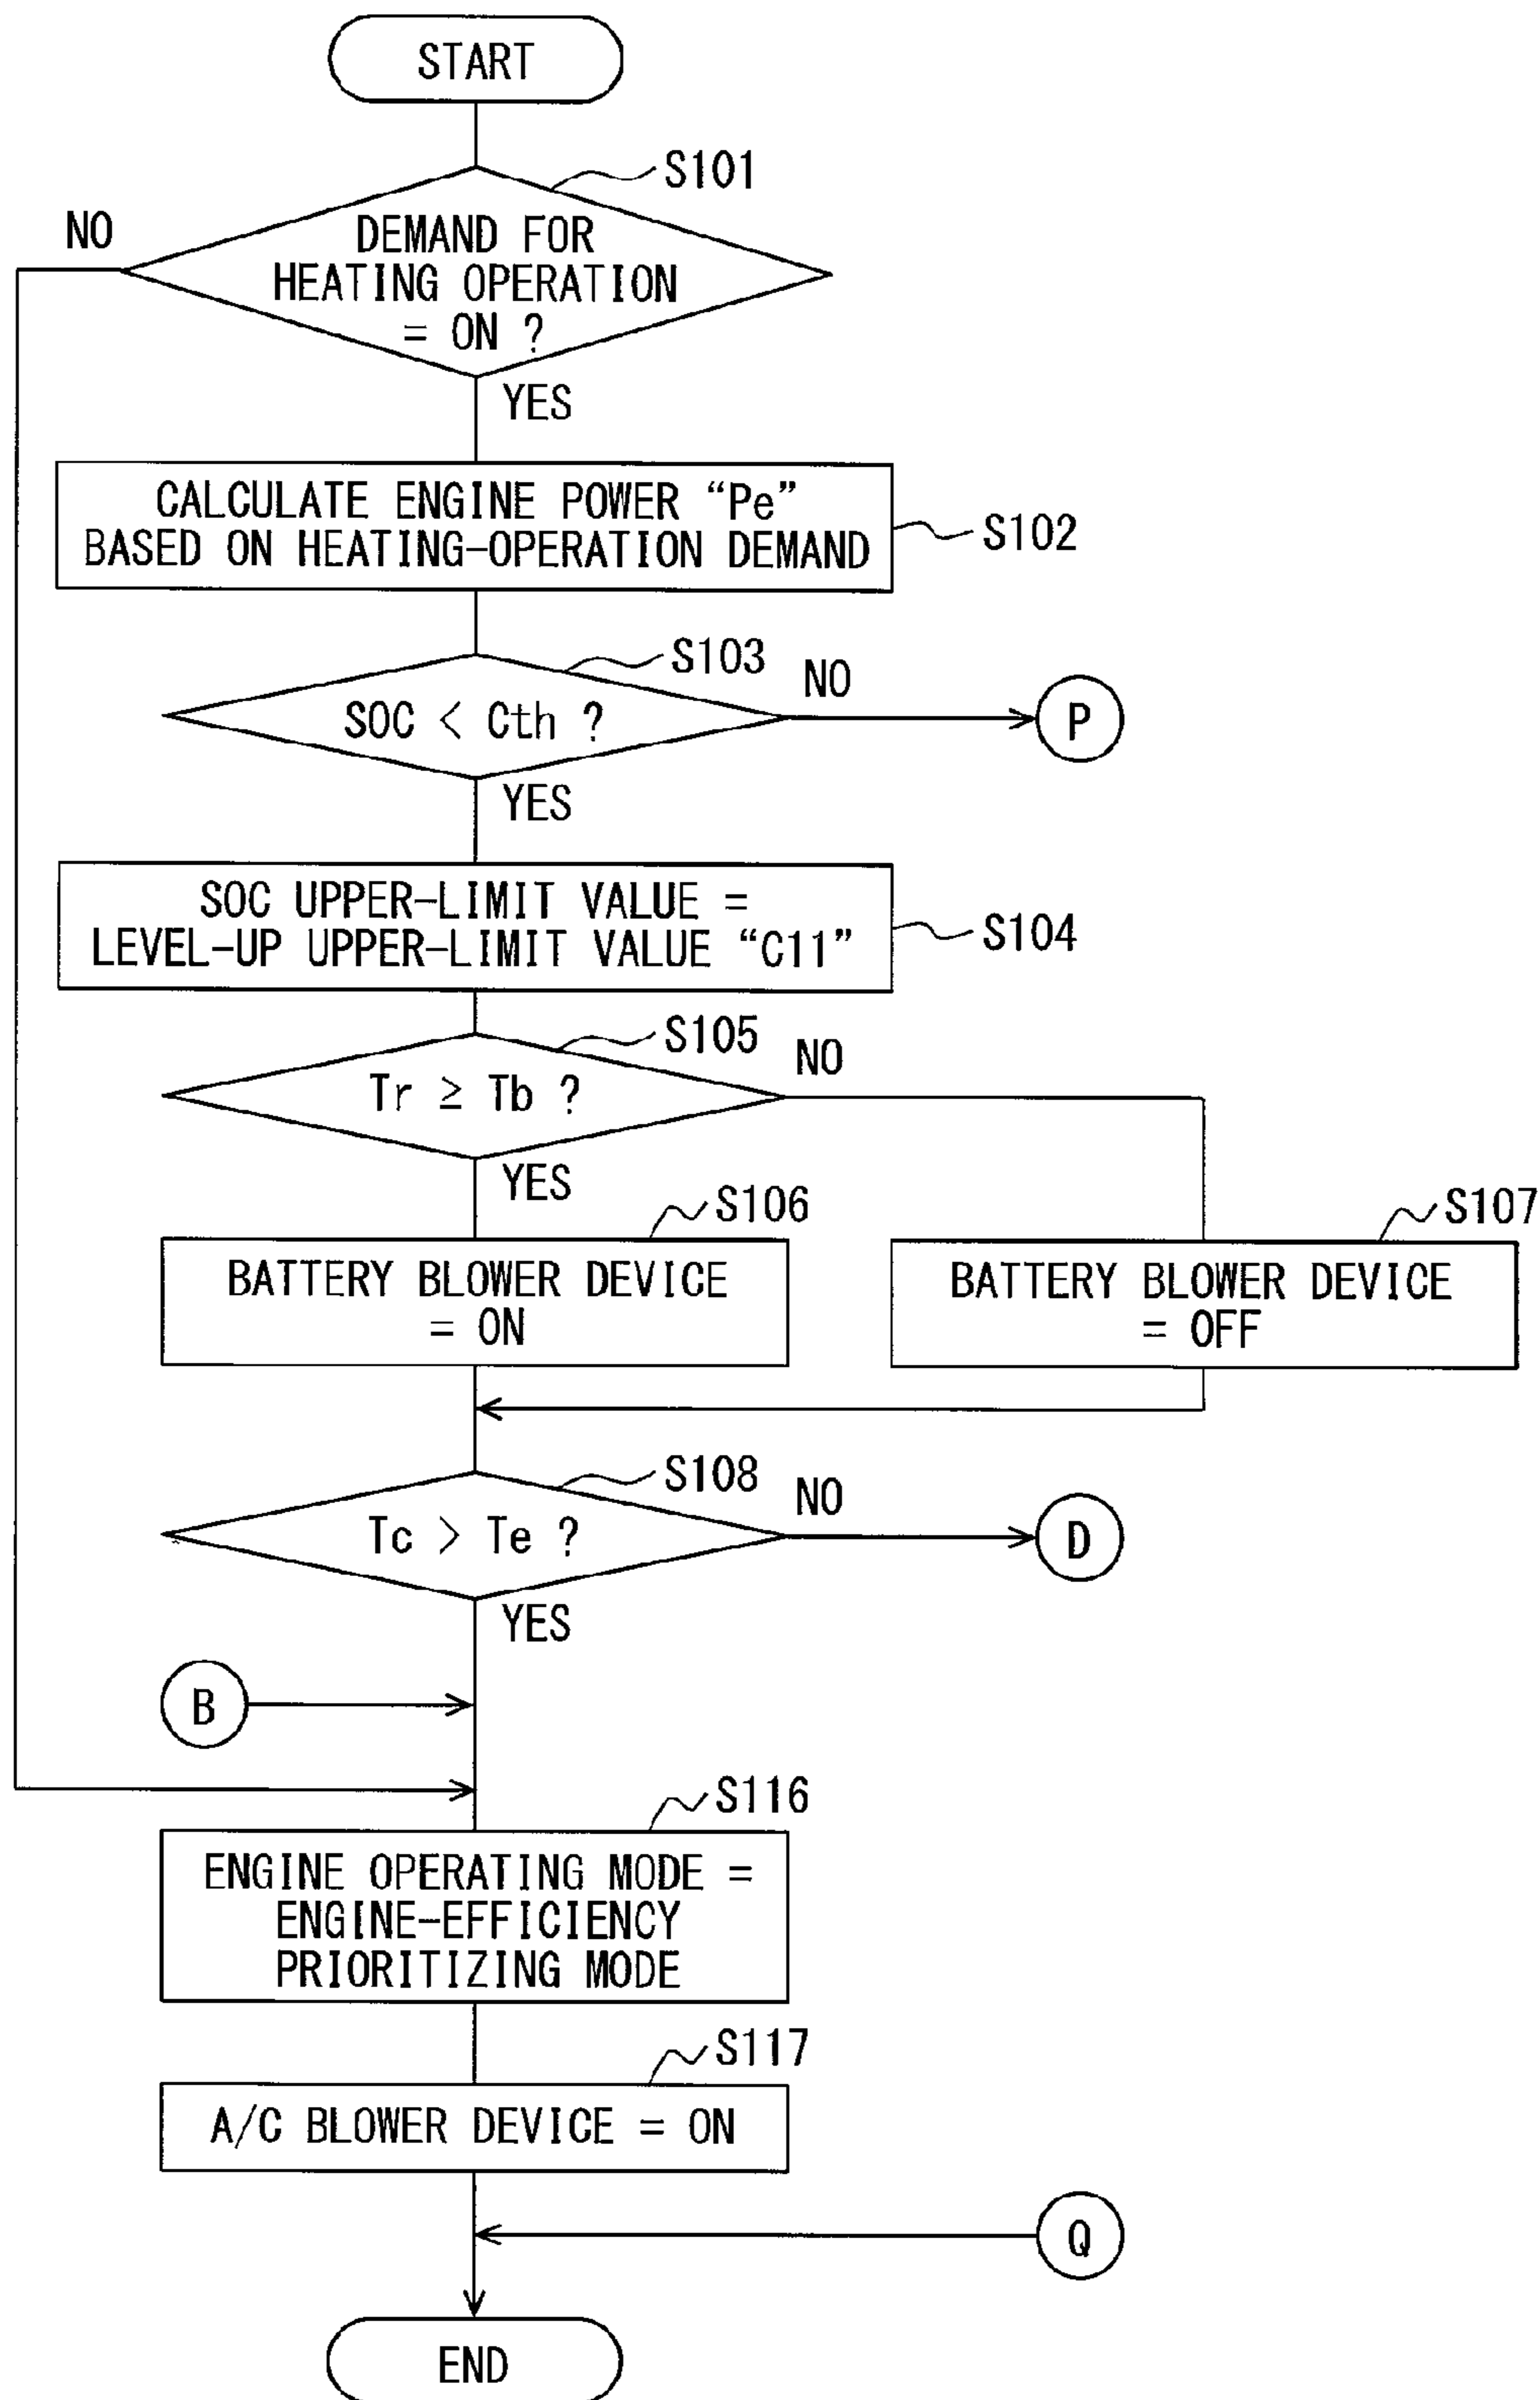 START
S101
NO
DEMAND FOR
HEATING OPERATION
= ON ?
YES
CALCULATE ENGINE POWER “Pe”
BASED ON HEATING-OPERATION DEMAND
S102
S103
NO
SOC < Cth ?
P
YES
SOC UPPER-LIMIT VALUE =
LEVEL-UP UPPER-LIMIT VALUE “C11”
S104
S105
NO
Tr ≥ Tb ?
YES
S106
S107
BATTERY BLOWER DEVICE
= ON
BATTERY BLOWER DEVICE
= OFF
S108
NO
Tc > Te ?
D
YES
B
S116
ENGINE OPERATING MODE =
ENGINE-EFFICIENCY
PRIORITIZING MODE
S117
A/C BLOWER DEVICE = ON
Q
END